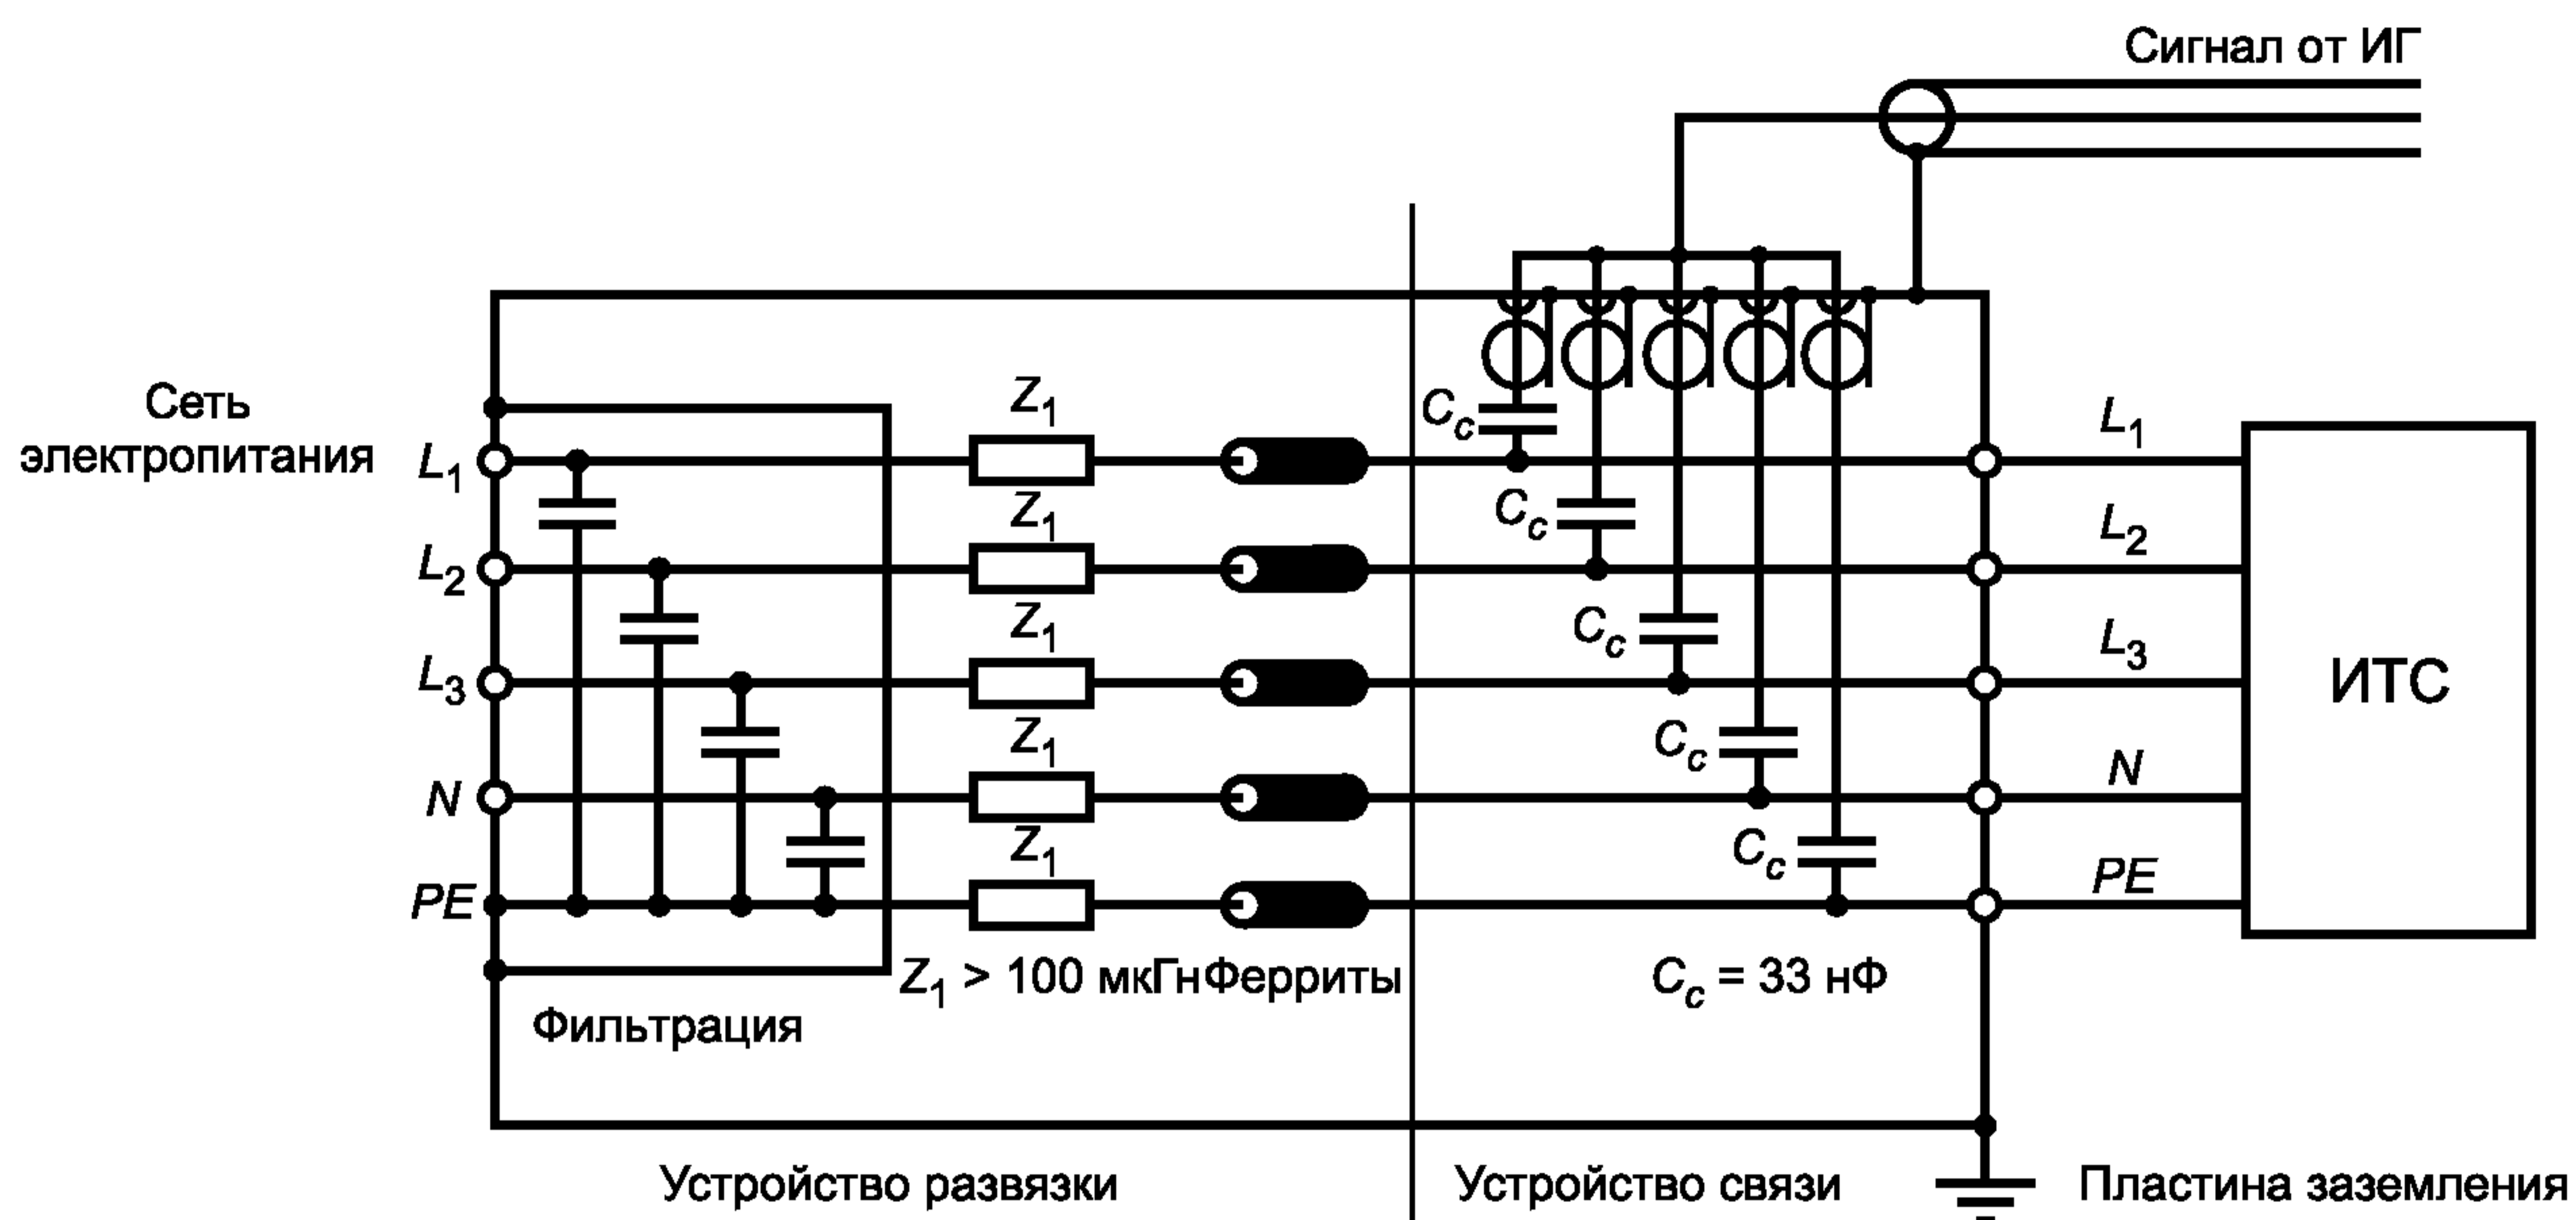 Сигнал от ИГ
Сеть
электропитания
L1
L2
L3
N
PE
Z1
Z1
Z1
Z1
Z1
Cc
Cc
Cc
Cc
Cc
L1
L2
L3
N
PE
ИТС
Z1 > 100 мкГн
Ферриты
Cc = 33 нФ
Фильтрация
Устройство развязки
Устройство связи
Пластина заземления